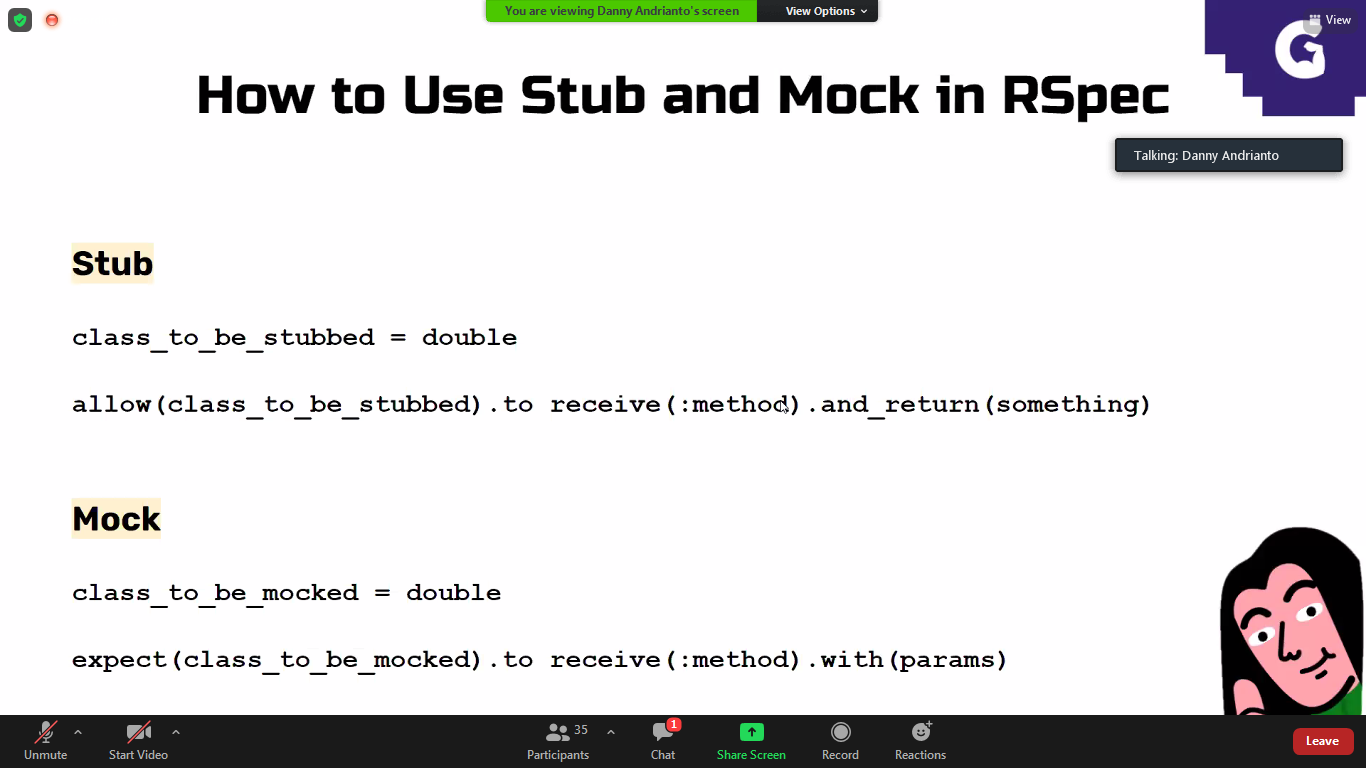 You are viewing Danny Andrianto's screen
View Options
View
G
How to Use Stub and Mock in RSpec
Talking: Danny Andrianto
Stub
class_to_be_stubbed = double
allow(class_to_be_stubbed).to receive(:method).and_return(something)
Mock
class_to_be_mocked = double
expect(class_to_be_mocked).to receive(:method).with(params)
Unmute
Start Video
35
Participants
1
Chat
Share Screen
Record
Reactions
Leave